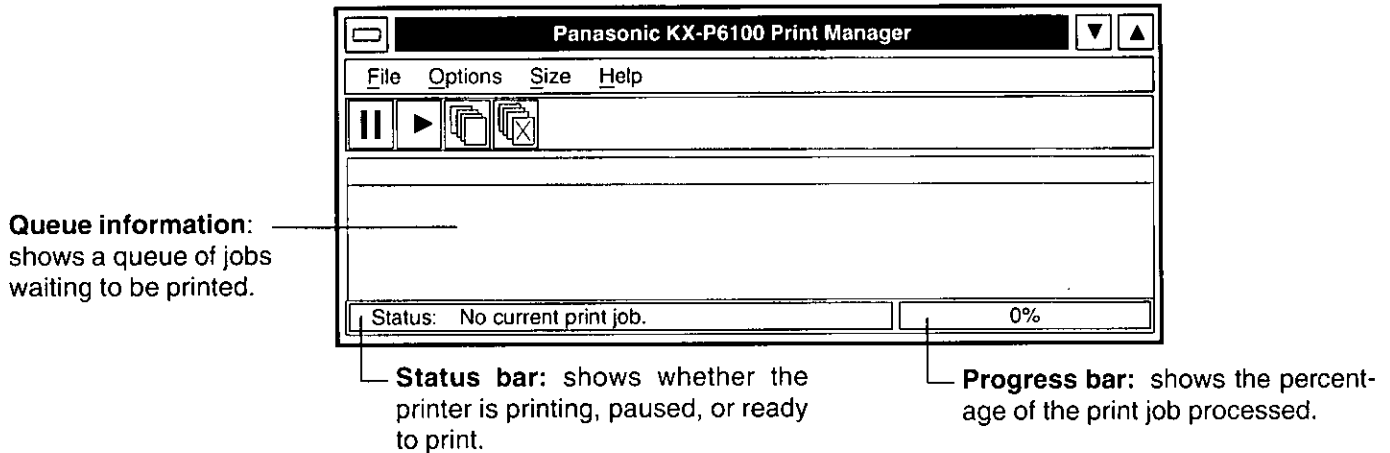 Panasonic KX-P6100 Print Manager
File Options Size Help
Queue information:
shows a queue of jobs
waiting to be printed.
Status: No current print job.
0%
Status bar: shows whether the
printer is printing, paused, or ready
to print.
Progress bar: shows the percent-
age of the print job processed.